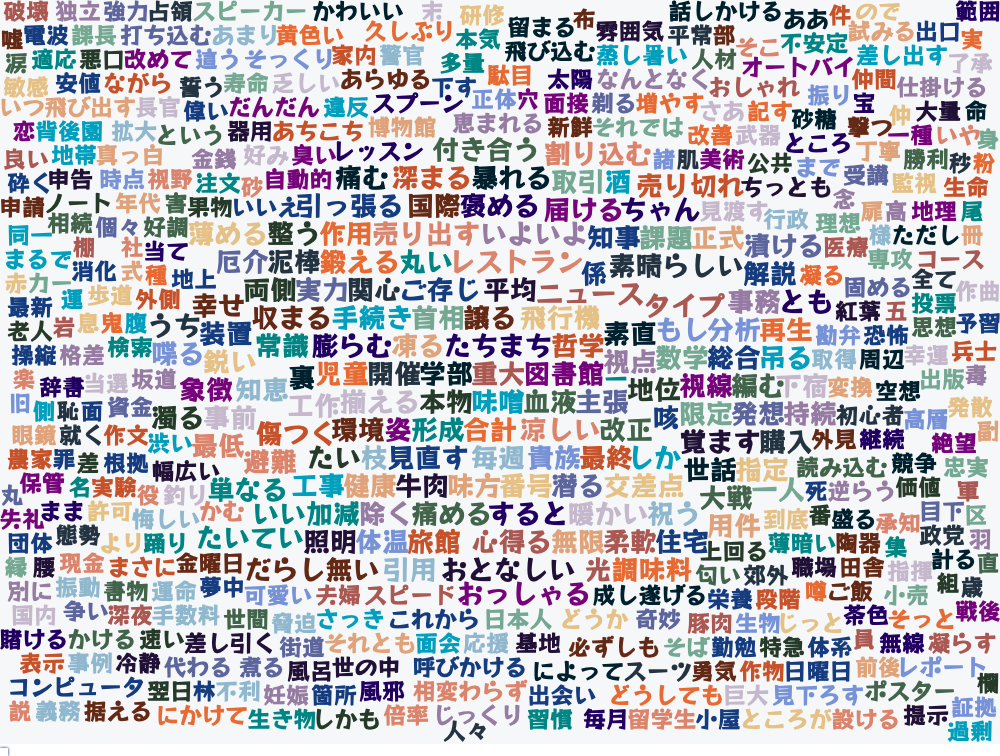 破壊 独立 強力 占領 スピーカー かわいい 末 研修 留まる 布 話しかける ああ 件 ので 範囲
嘘 電波 課長 打ち込む あまり 黄色い 久しぶり 本気 雰囲気 平常 部 そこ 不安定 試みる 出口 実
涙 適応 悪口 改めて 違う そっくり 家内 警官 多量 飛び込む 蒸し暑い 人材 オートバイ 差し出す 了承
敏感 安値 ながら 誓う 寿命 乏しい あらゆる 下す 駄目 太陽 なんとなく おしゃれ 振り 仲間 仕掛ける
いつ 飛び出す 長官 偉い だんだん 違反 スプーン 正体 穴 面接 剃る 増やす さあ 記す 砂糖 宝 仲 大量 命
恋 背後 園 拡大 という 器用 あちこち 博物館 恵まれる 新鮮 それでは 改善 武器 ところ 撃つ 一種 いや 身
良い 地帯 真っ白 金銭 好み 臭い レッスン 付き合う 割り込む 諸 肌 美術 公共 まで 丁寧 勝利 秒 粉
砕く 申告 時点 視野 注文 砂 自動的 痛む 深まる 暴れる 取引 酒 売り切れ ちっとも 念 受講 監視 生命
申請 ノート 年代 害 果物 いいえ 引っ張る 国際 褒める 届ける ちゃん 見渡す 行政 理想 扉 高 地理 尾
同一 相続 個々 好調 薄める 整う 作用 売り出す いよいよ 知事 課題 正式 漬ける 医療 様 ただし 冊
まるで 棚 社 当て 厄介 泥棒 鍛える 丸い レストラン 係 素晴らしい 解説 凝る 専攻 コース
赤 カー 消化 式 種 地上 両側 実力 関心 ご存じ 平均 ニュース タイプ 事務 とも 固める 全て 作曲
最新 運 歩道 外側 幸せ 収まる 手続き 首相 譲る 飛行機 素直 もし 分析 再生 勘弁 恐怖 紅葉 五 投票 思想 予習
老人 岩 息 鬼 腹 うち 装置 常識 膨らむ 凍る たちまち 哲学 視点 数学 総合 吊る 取得 周辺 幸運 兵士
操縦 格差 検索 喋る 鋭い 裏 児童 開催 学部 重大 図書館 一 地位 視線 編む 下宿 変換 空想 出版 毒
楽 辞書 当選 坂道 象徴 知恵 工作 揃える 本物 味噌 血液 主張 咳 限定 発想 持続 初心者 高層 発散
旧 側 恥 面 資金 濁る 事前 傷つく 環境 姿 形成 合計 涼しい 改正 覚ます 購入 外見 継続 絶望 副
眼鏡 就く 作文 渋い 最低 避難 たい 枝 見直す 毎週 貴族 最終 しか 世話 指定 読み込む 競争 忠実
農家 罪 差 根拠 幅広い 単なる 工事 健康 牛肉 味方 番号 潜る 交差点 大戦 一人 死 逆らう 価値 軍
丸 保管 名 実験 役 釣り かむ いい加減 除く 痛める すると 暖かい 祝う 用件 到底 番 盛る 承知 目下 区
失礼 まま 許可 悔しい たいてい 照明 体温 旅館 心得る 無限 柔軟 住宅 上回る 薄暗い 陶器 集 政党 羽
団体 態勢 より 踊り だらし無い 引用 おとなしい 光 調味料 匂い 郊外 職場 田舎 指揮 計る 直
縁 腰 現金 まさに 金曜日 可愛い 夫婦 スピード おっしゃる 成し遂げる 栄養 段階 噂 ご飯 小売 組 歳
別に 振動 書物 運命 夢中 世間 脅迫 さっき これから 日本人 どうか 奇妙 豚肉 生物 じっと 茶色 そっと 戦後
国内 争い 深夜 手数料 街道 それとも 面会 応援 基地 必ずしも そば 勤勉 特急 体系 員 無線 凝らす
賭ける かける 速い 差し引く 風呂 世の中 呼びかける によって スーツ 勇気 作物 日曜日 前後 レポート 欄
表示 事例 冷静 代わる 煮る 妊娠 箇所 風邪 相変わらず 出会い どうしても 巨大 見下ろす ポスター 証拠
コンピュータ 翌日 林 不利 生き物 しかも 倍率 じっくり 習慣 毎月 留学生 小屋 ところが 設ける 提示 過剰
説 義務 据える にかけて 人々